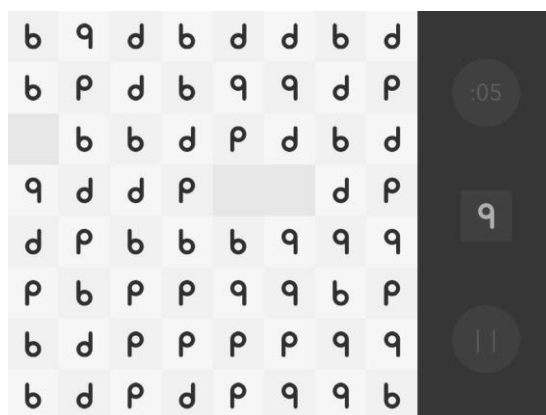 b q d b d d b d
b p d b q q d p
b b d p d b d
q d d p d p
d p b b b q q q
p b p p q q b p
b d p p p p q q
b d p d p q q b
:05
q